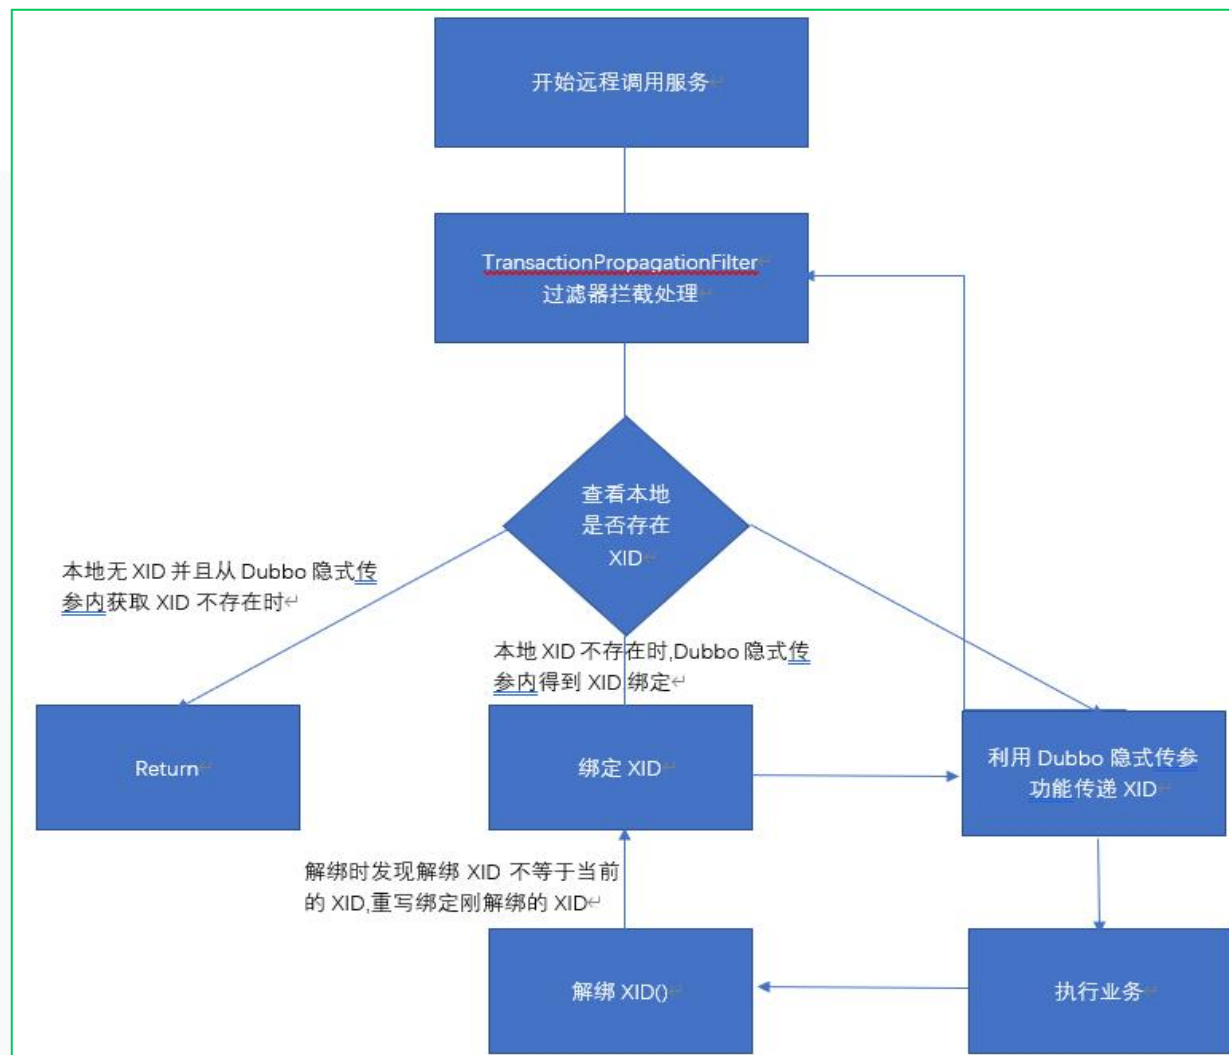 开始远程调用服务
TransactionPropagationFilter
过滤器拦截处理
查看本地
是否存在
XID
本地无 XID 并且从 Dubbo 隐式传
参内获取 XID 不存在时
本地 XID 不存在时,Dubbo 隐式传
参内得到 XID 绑定
Return
绑定 XID
利用 Dubbo 隐式传参
功能传递 XID
解绑时发现解绑 XID 不等于当前
的 XID,重写绑定刚解绑的 XID
解绑 XID()
执行业务